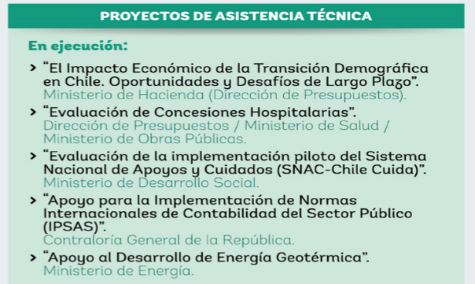 PROYECTOS DE ASISTENCIA TÉCNICA
En ejecución:
> “El Impacto Económico de la Transición Demográfica
en Chile. Oportunidades y Desafíos de Largo Plazo”.
Ministerio de Hacienda (Dirección de Presupuestos).
> “Evaluación de Concesiones Hospitalarias”.
Dirección de Presupuestos / Ministerio de Salud /
Ministerio de Obras Públicas.
> “Evaluación de la implementación piloto del Sistema
Nacional de Apoyos y Cuidados (SNAC-Chile Cuida)”.
Ministerio de Desarrollo Social.
> “Apoyo para la Implementación de Normas
Internacionales de Contabilidad del Sector Público
(IPSAS)”.
Contraloría General de la República.
> “Apoyo al Desarrollo de Energía Geotérmica”.
Ministerio de Energía.